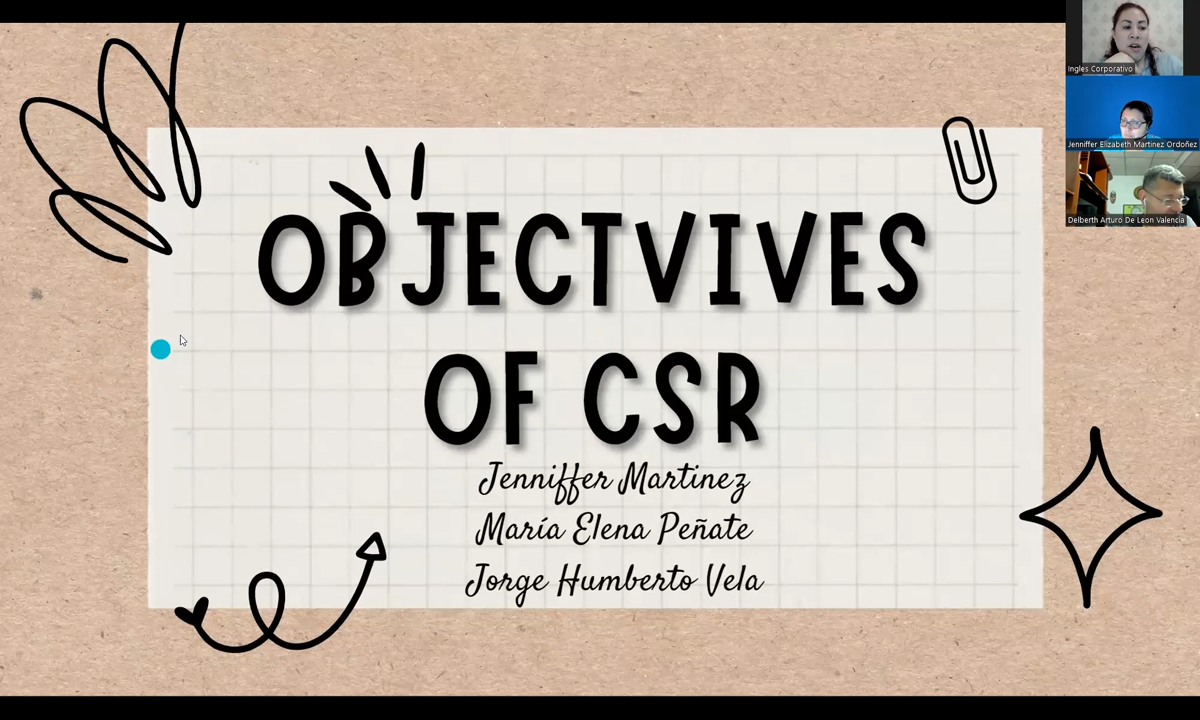 OBJECTVIVES
OF CSR
Jenniffer Martinez
María Elena Peñate
Jorge Humberto Vela
Ingles Corporativo
Jenniffer Elizabeth Martinez Ordoñez
Delberth Arturo De Leon Valencia